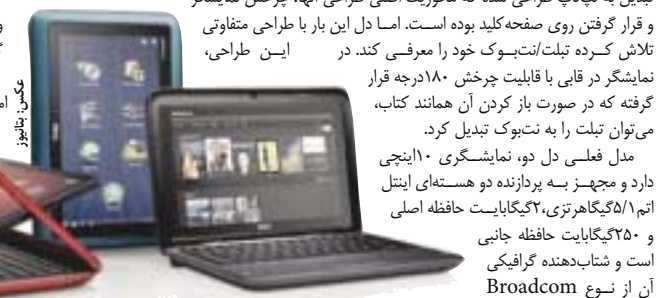 تبدیل به لپ‌تاپ طراحی شده که محوریت اصلی طراحی آنها، چرخش نمایشگر
و قرار گرفتن روی صفحه‌کلید بوده است. اما دل این بار با طراحی متفاوتی
تلاش کرده تبلت/نت‌بوک خود را معرفی کند. در این طراحی،
نمایشگر در قابی با قابلیت چرخش ۱۸۰درجه قرار
گرفته که در صورت باز کردن آن همانند کتاب،
می‌توان تبلت را به نت‌بوک تبدیل کرد.
مدل فعلی دل دو، نمایشگری ۱۰اینچی
دارد و مجهز به پردازنده دو هسته‌ای اینتل
اتم۵/۱گیگاهرتزی،۲گیگابایت حافظه اصلی
و ۲۵۰گیگابایت حافظه جانبی
است و شتاب‌دهنده گرافیکی
آن از نوع Broadcom
عکس: بتانیوز